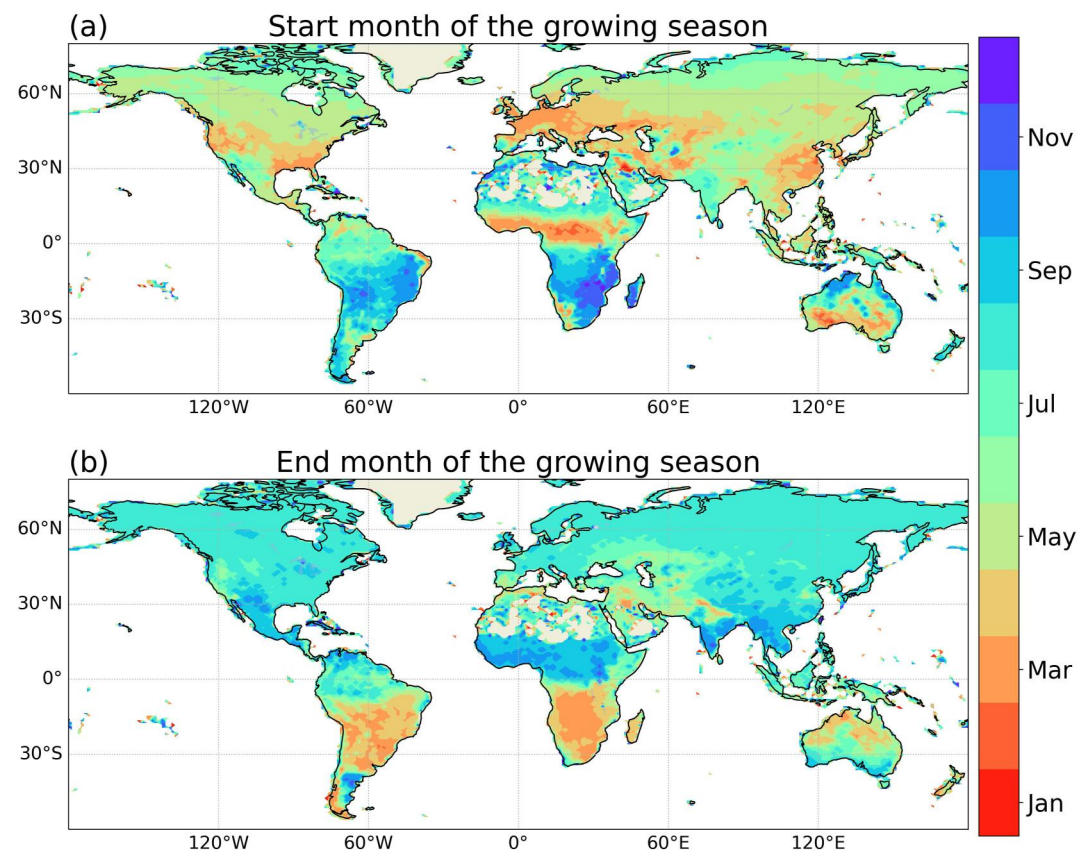 (a) Start month of the growing season
60°N
30°N
0°
30°S
120°W 60°W 0° 60°E 120°E
(b) End month of the growing season
60°N
30°N
0°
30°S
120°W 60°W 0° 60°E 120°E
Nov
Sep
Jul
May
Mar
Jan